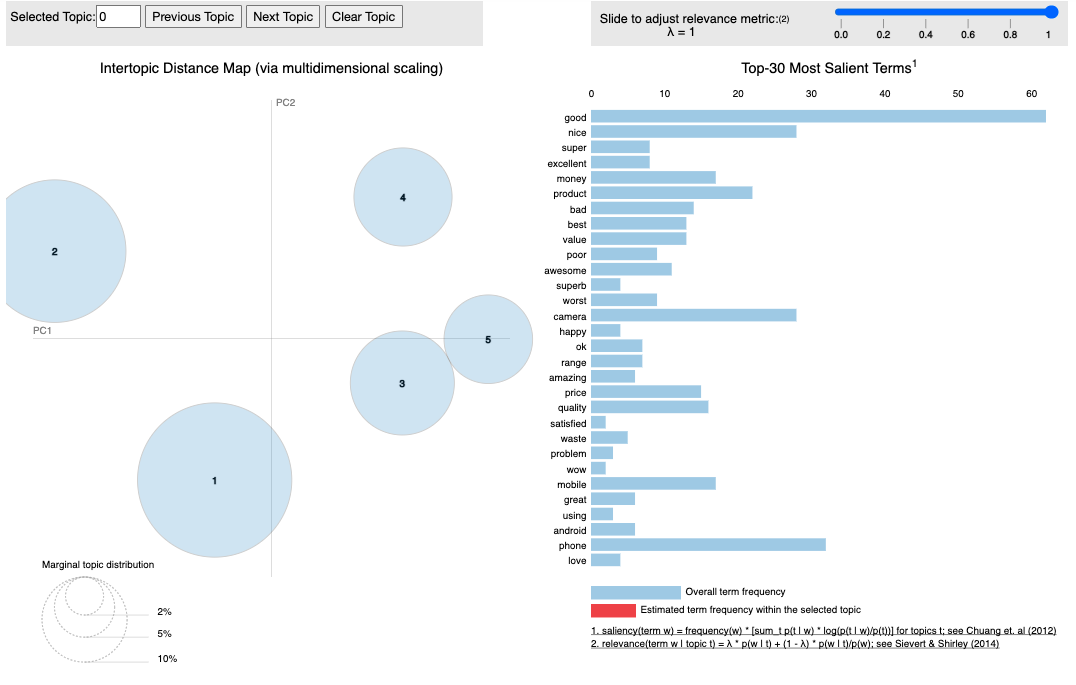 Selected Topic: 0 Previous Topic Next Topic Clear Topic
Slide to adjust relevance metric:(2)
λ = 1
0.0 0.2 0.4 0.6 0.8 1
Intertopic Distance Map (via multidimensional scaling)
PC2
PC1
1
2
3
4
5
Marginal topic distribution
2%
5%
10%
Top-30 Most Salient Terms1
0 10 20 30 40 50 60
good
nice
super
excellent
money
product
bad
best
value
poor
awesome
superb
worst
camera
happy
ok
range
amazing
price
quality
satisfied
waste
problem
wow
mobile
great
using
android
phone
love
Overall term frequency
Estimated term frequency within the selected topic
1. saliency(term w) = frequency(w) * [sum_t p(t | w) * log(p(t | w)/p(t))] for topics t; see Chuang et. al (2012)
2. relevance(term w | topic t) = λ * p(w | t) + (1 - λ) * p(w | t)/p(w); see Sievert & Shirley (2014)